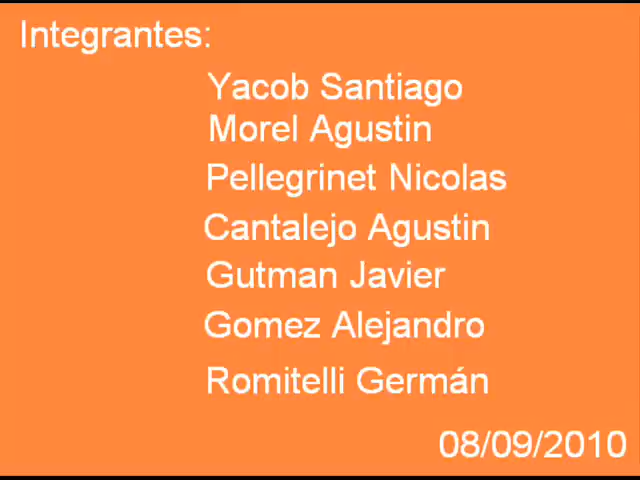 Integrantes:
Yacob Santiago
Morel Agustin
Pellegrinet Nicolas
Cantalejo Agustin
Gutman Javier
Gomez Alejandro
Romitelli Germán
08/09/2010